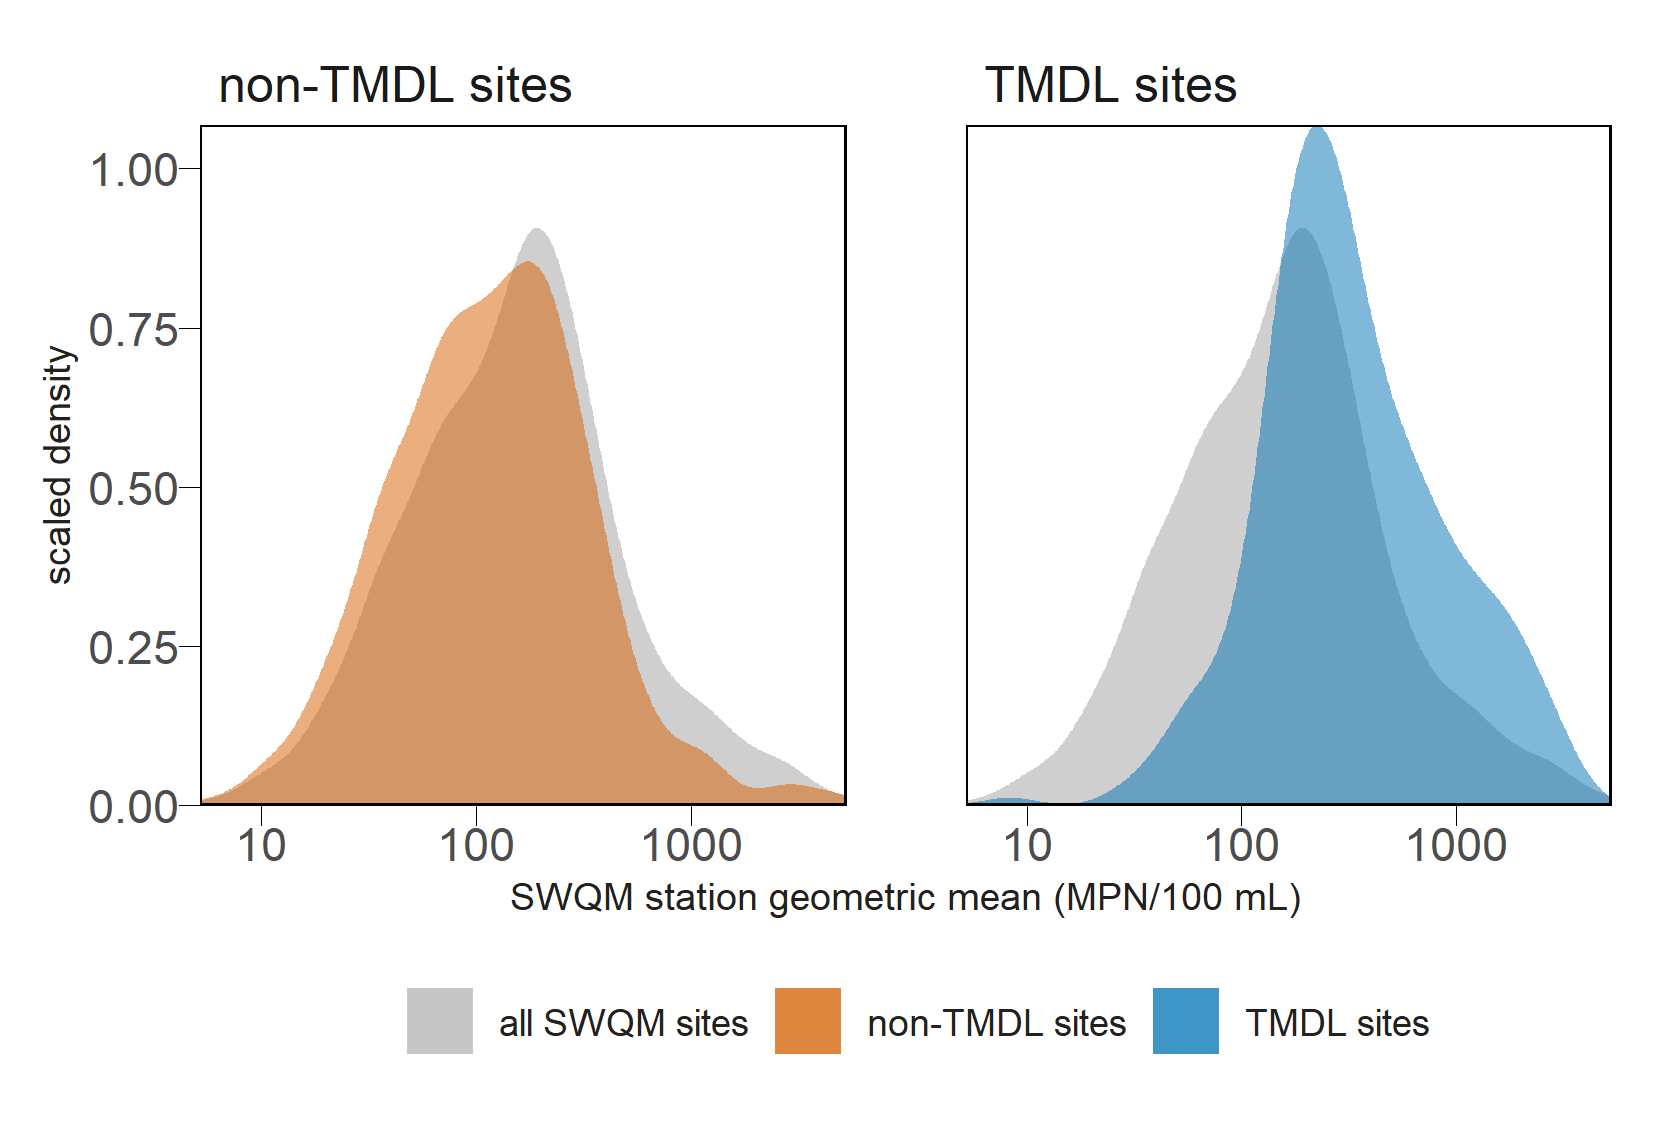 non-TMDL sites
TMDL sites
scaled density
1.00
0.75
0.50
0.25
0.00
10 100 1000
10 100 1000
SWQM station geometric mean (MPN/100 mL)
all SWQM sites non-TMDL sites TMDL sites